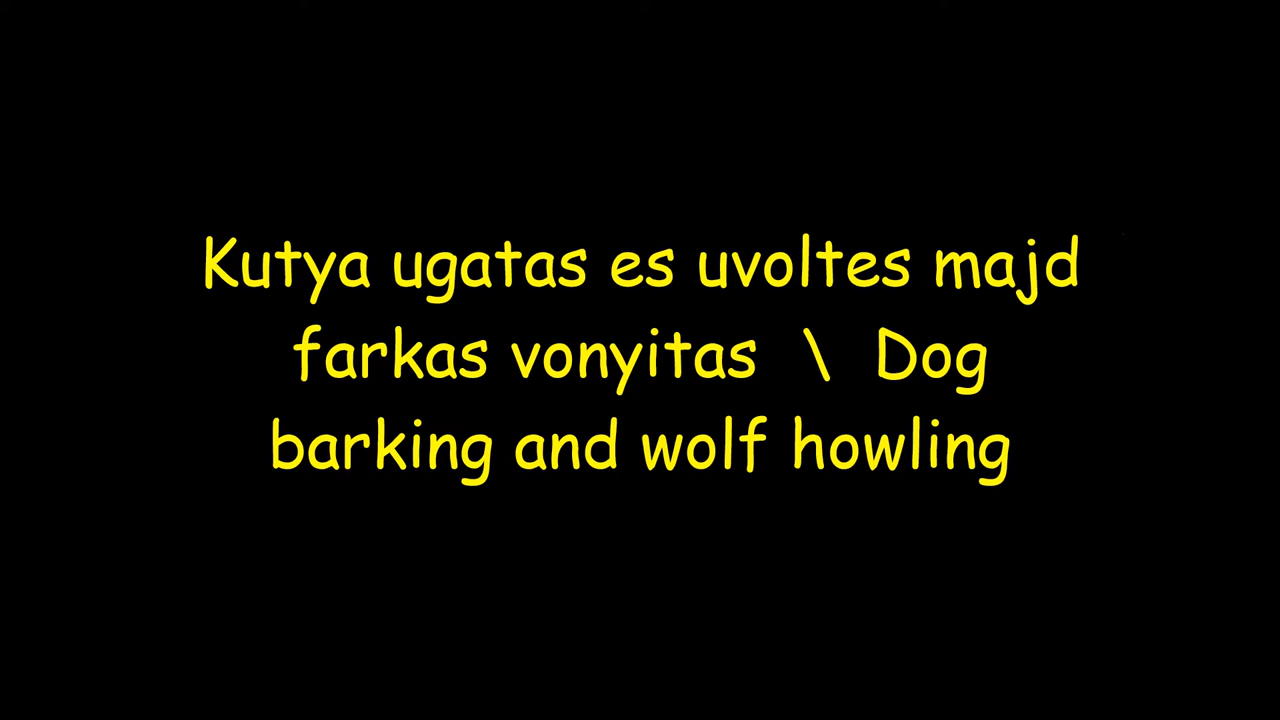 Kutya ugatas es uvoltes majd
farkas vonyitas \ Dog
barking and wolf howling